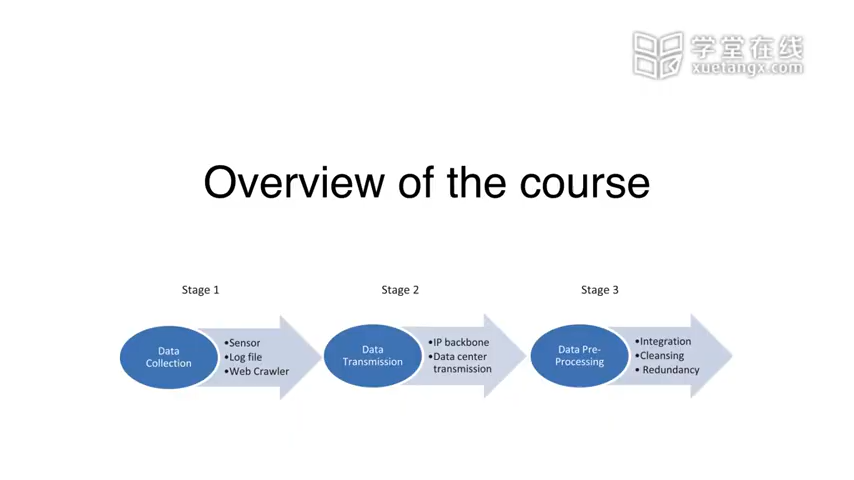 学堂在线
xuetangx.com
Overview of the course
Stage 1
Stage 2
Stage 3
Data
Collection
•Sensor
•Log file
•Web Crawler
Data
Transmission
•IP backbone
•Data center
transmission
Data Pre-
Processing
•Integration
•Cleansing
• Redundancy